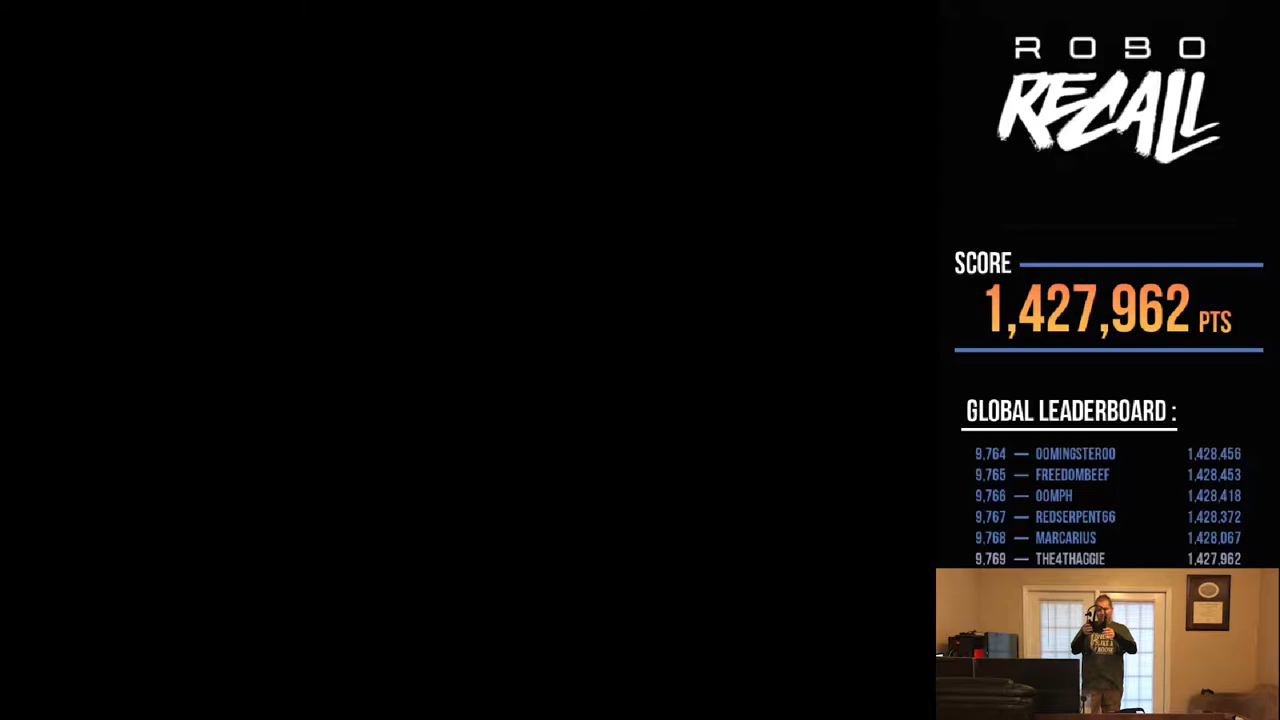 ROBO
RECALL
SCORE
1,427,962 PTS
GLOBAL LEADERBOARD :
9,764 — OOMINGSTEROO 1,428,456
9,765 — FREEDOMBEEF 1,428,453
9,766 — OOMPH 1,428,418
9,767 — REDSERPENT66 1,428,372
9,768 — MARCARIUS 1,428,067
9,769 — THE4THAGGIE 1,427,962